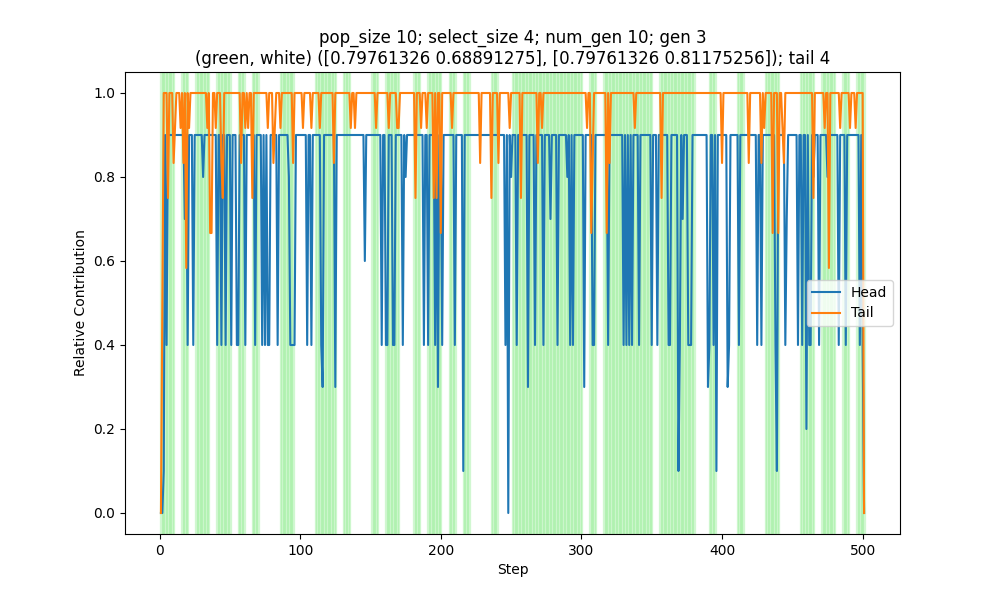 pop_size 10; select_size 4; num_gen 10; gen 3
(green, white) ([0.79761326 0.68891275], [0.79761326 0.81175256]); tail 4
Relative Contribution
1.0
0.8
0.6
0.4
0.2
0.0
Head
Tail
0
100
200
300
400
500
Step